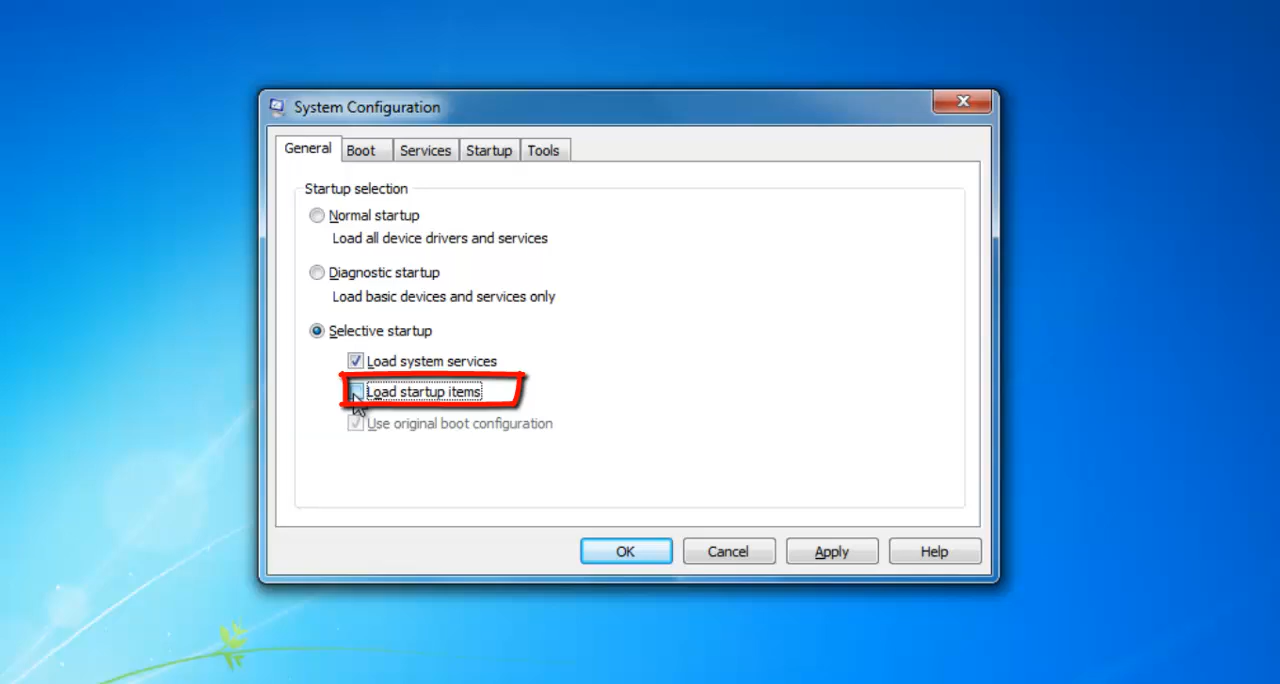 System Configuration
General Boot Services Startup Tools
Startup selection
Normal startup
Load all device drivers and services
Diagnostic startup
Load basic devices and services only
Selective startup
Load system services
Load startup items
Use original boot configuration
OK Cancel Apply Help